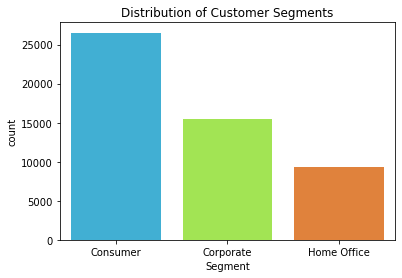 Distribution of Customer Segments
count
25000
20000
15000
10000
5000
0
Consumer Corporate Home Office
Segment